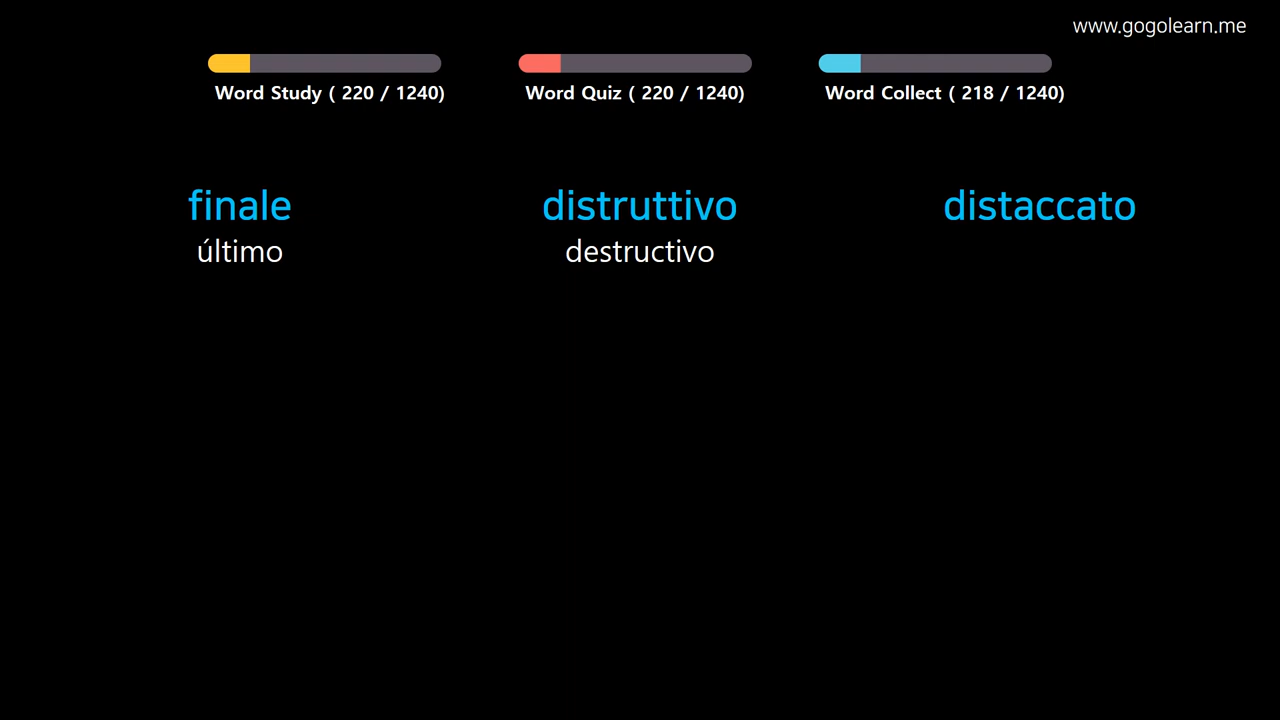 www.gogolearn.me
Word Study ( 220 / 1240)
Word Quiz ( 220 / 1240)
Word Collect ( 218 / 1240)
finale
último
distruttivo
destructivo
distaccato